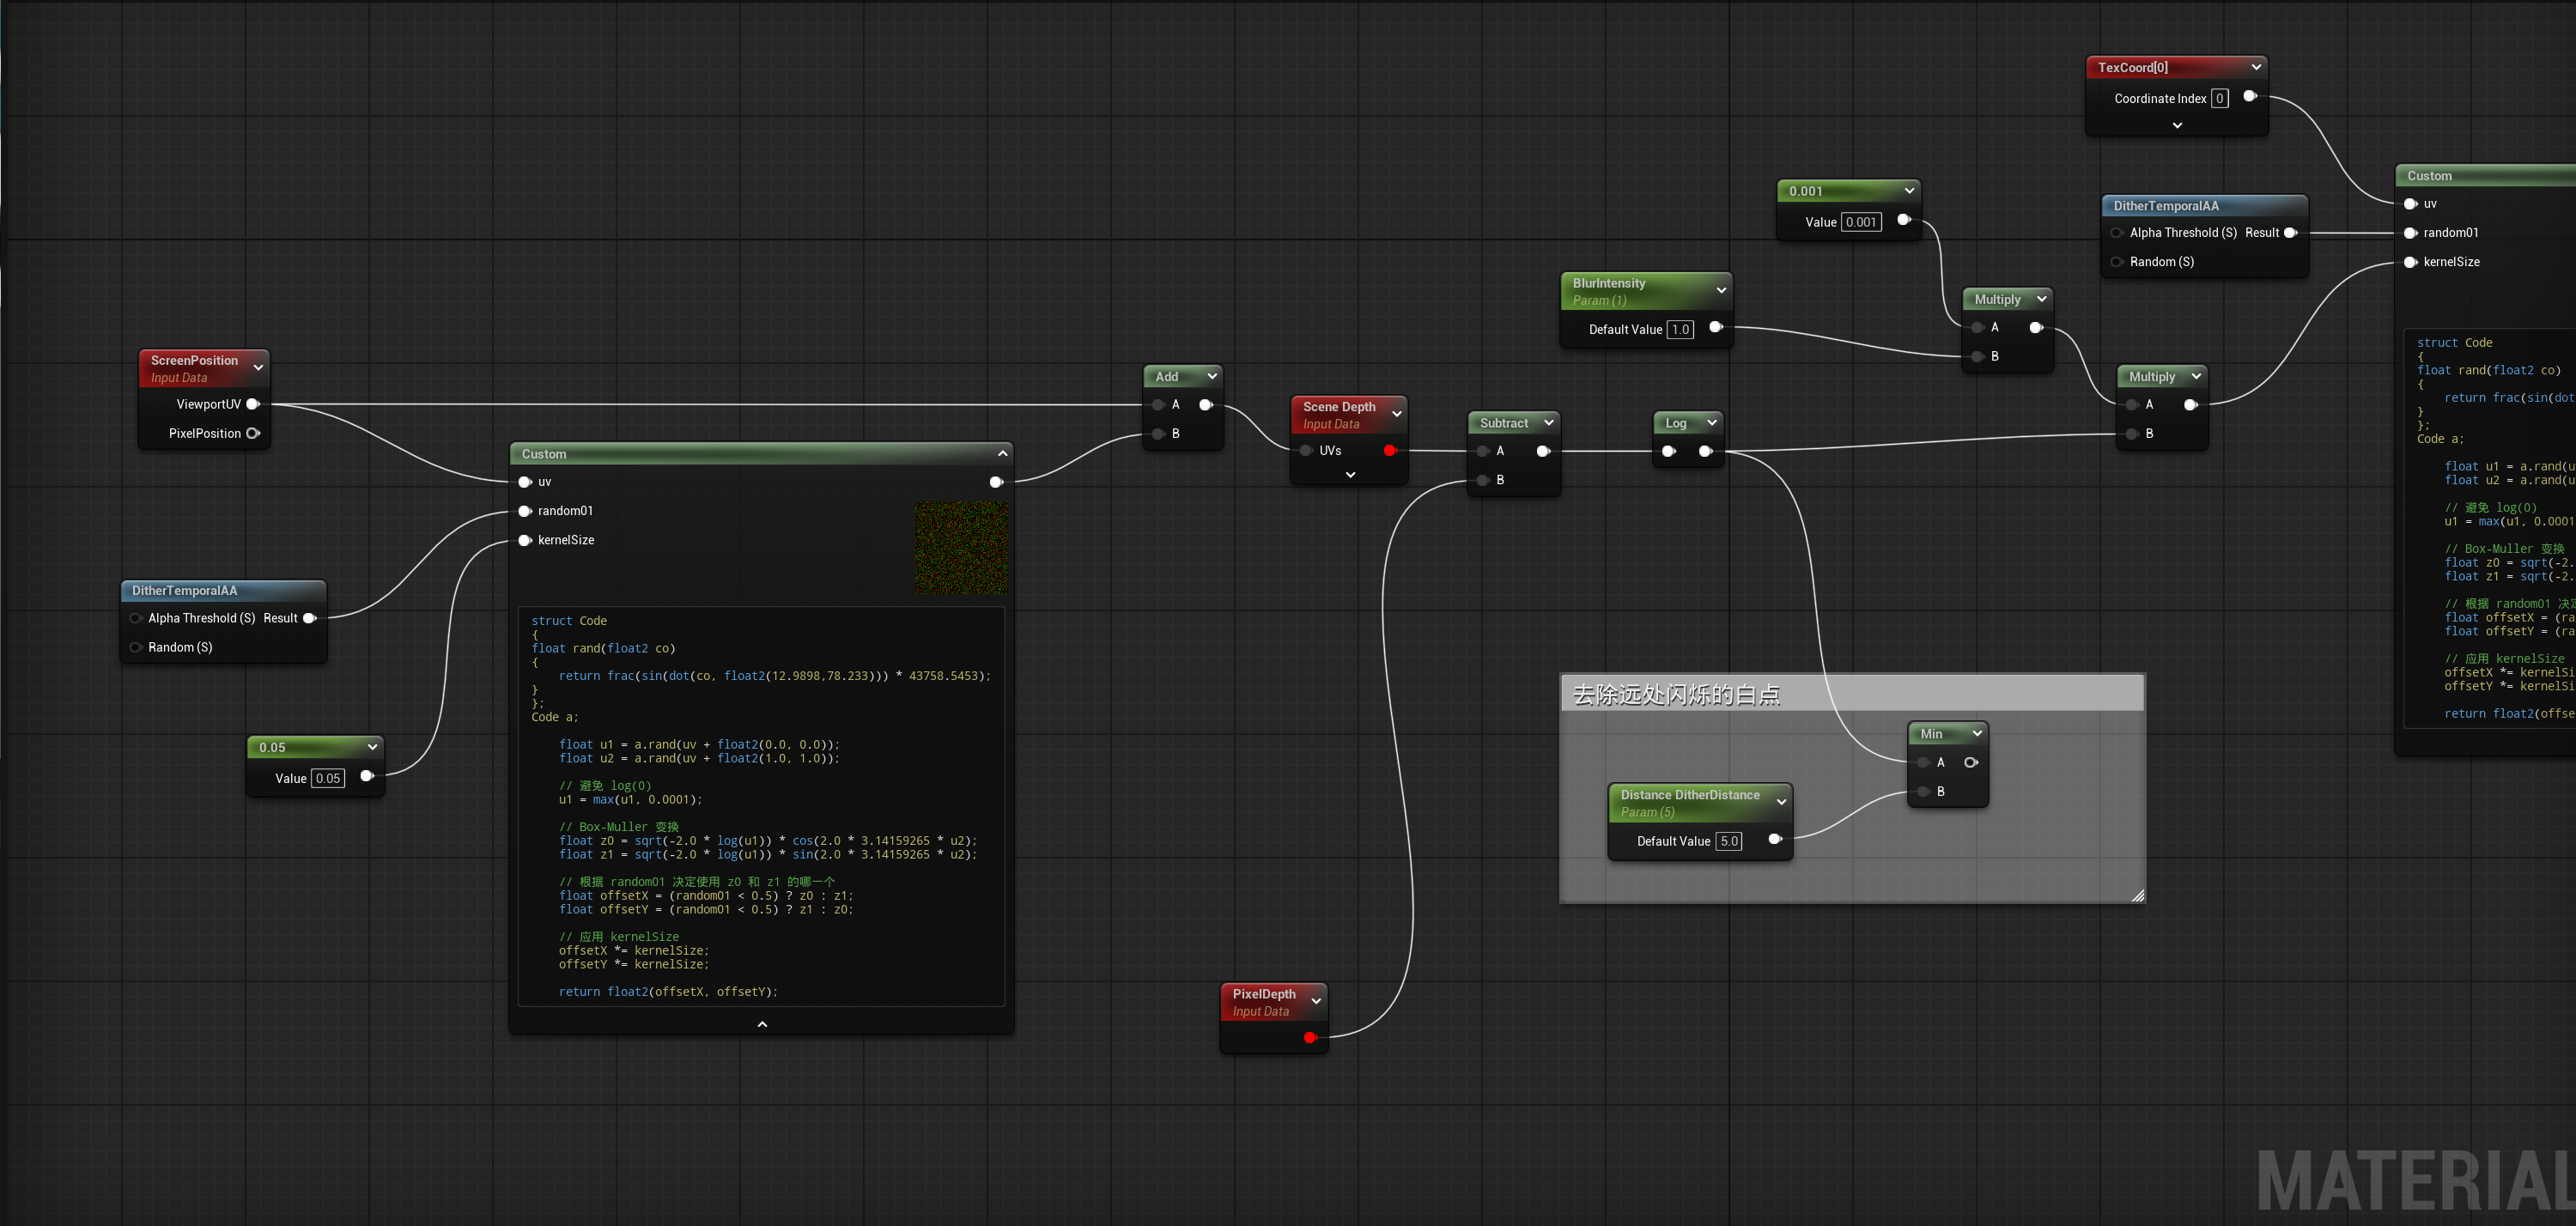 TexCoord[0]
Coordinate Index 0
Custom
uv
random01
kernelSize
DitherTemporalAA
Alpha Threshold (S) Result
Random (S)
0.001
Value 0.001
BlurIntensity
Param (1)
Default Value 1.0
Multiply
A
B
Multiply
A
B
struct Code
{
float rand(float2 co)
{
return frac(sin(dot
}
};
Code a;
float u1 = a.rand(u
float u2 = a.rand(u
// 避免 log(0)
u1 = max(u1, 0.0001
// Box-Muller 变换
float z0 = sqrt(-2.
float z1 = sqrt(-2.
// 根据 random01 决定
float offsetX = (ra
float offsetY = (ra
// 应用 kernelSize
offsetX *= kernelSi
offsetY *= kernelSi
return float2(offse
ScreenPosition
Input Data
ViewportUV
PixelPosition
Add
A
B
Scene Depth
Input Data
UVs
Subtract
A
B
Log
Custom
uv
random01
kernelSize
DitherTemporalAA
Alpha Threshold (S) Result
Random (S)
0.05
Value 0.05
struct Code
{
float rand(float2 co)
{
return frac(sin(dot(co, float2(12.9898,78.233))) * 43758.5453);
}
};
Code a;
float u1 = a.rand(uv + float2(0.0, 0.0));
float u2 = a.rand(uv + float2(1.0, 1.0));
// 避免 log(0)
u1 = max(u1, 0.0001);
// Box-Muller 变换
float z0 = sqrt(-2.0 * log(u1)) * cos(2.0 * 3.14159265 * u2);
float z1 = sqrt(-2.0 * log(u1)) * sin(2.0 * 3.14159265 * u2);
// 根据 random01 决定使用 z0 和 z1 的哪一个
float offsetX = (random01 < 0.5) ? z0 : z1;
float offsetY = (random01 < 0.5) ? z1 : z0;
// 应用 kernelSize
offsetX *= kernelSize;
offsetY *= kernelSize;
return float2(offsetX, offsetY);
去除远处闪烁的白点
Min
A
B
Distance DitherDistance
Param (5)
Default Value 5.0
PixelDepth
Input Data
MATERIAL